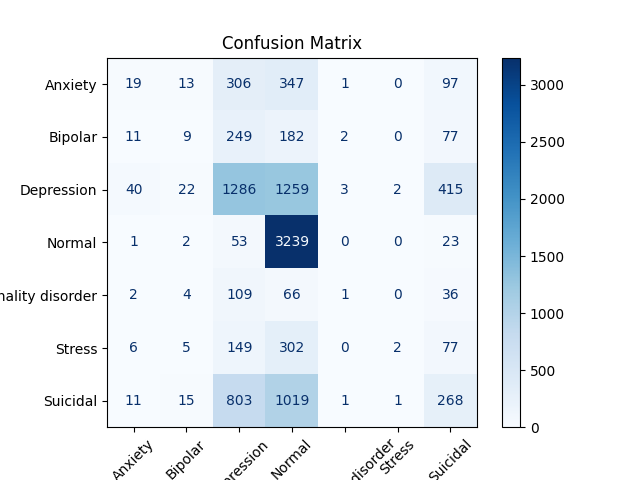 Confusion Matrix
Anxiety 19 13 306 347 1 0 97
Bipolar 11 9 249 182 2 0 77
Depression 40 22 1286 1259 3 2 415
Normal 1 2 53 3239 0 0 23
nality disorder 2 4 109 66 1 0 36
Stress 6 5 149 302 0 2 77
Suicidal 11 15 803 1019 1 1 268
Anxiety
Bipolar
ression
Normal
disorder
Stress
Suicidal
3000
2500
2000
1500
1000
500
0